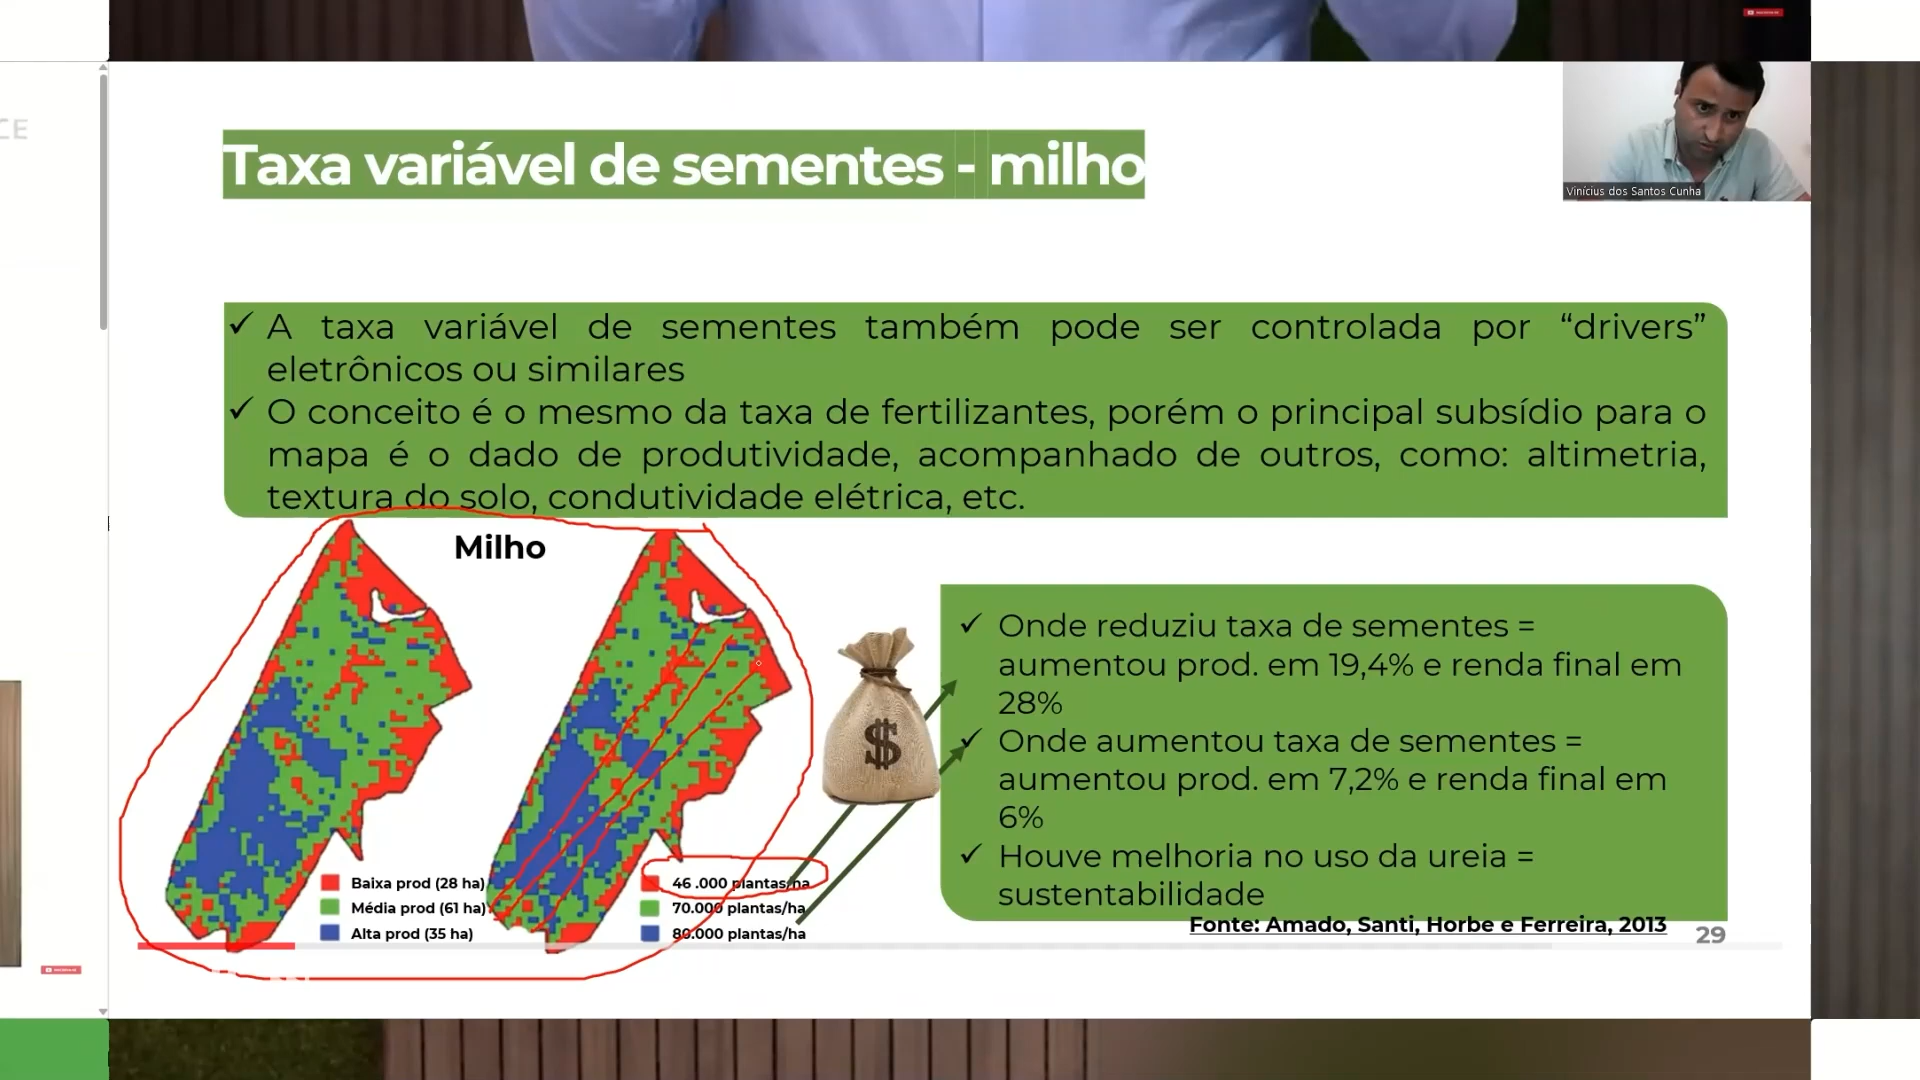 CE
Vinícius dos Santos Cunha
Taxa variável de sementes - milho
✓ A taxa variável de sementes também pode ser controlada por “drivers”
eletrônicos ou similares
✓ O conceito é o mesmo da taxa de fertilizantes, porém o principal subsídio para o
mapa é o dado de produtividade, acompanhado de outros, como: altimetria,
textura do solo, condutividade elétrica, etc.
Milho
Baixa prod (28 ha)
Média prod (61 ha)
Alta prod (35 ha)
46 .000 plantas/ha
70.000 plantas/ha
80.000 plantas/ha
$
✓ Onde reduziu taxa de sementes =
aumentou prod. em 19,4% e renda final em
28%
✓ Onde aumentou taxa de sementes =
aumentou prod. em 7,2% e renda final em
6%
✓ Houve melhoria no uso da ureia =
sustentabilidade
Fonte: Amado, Santi, Horbe e Ferreira, 2013
29